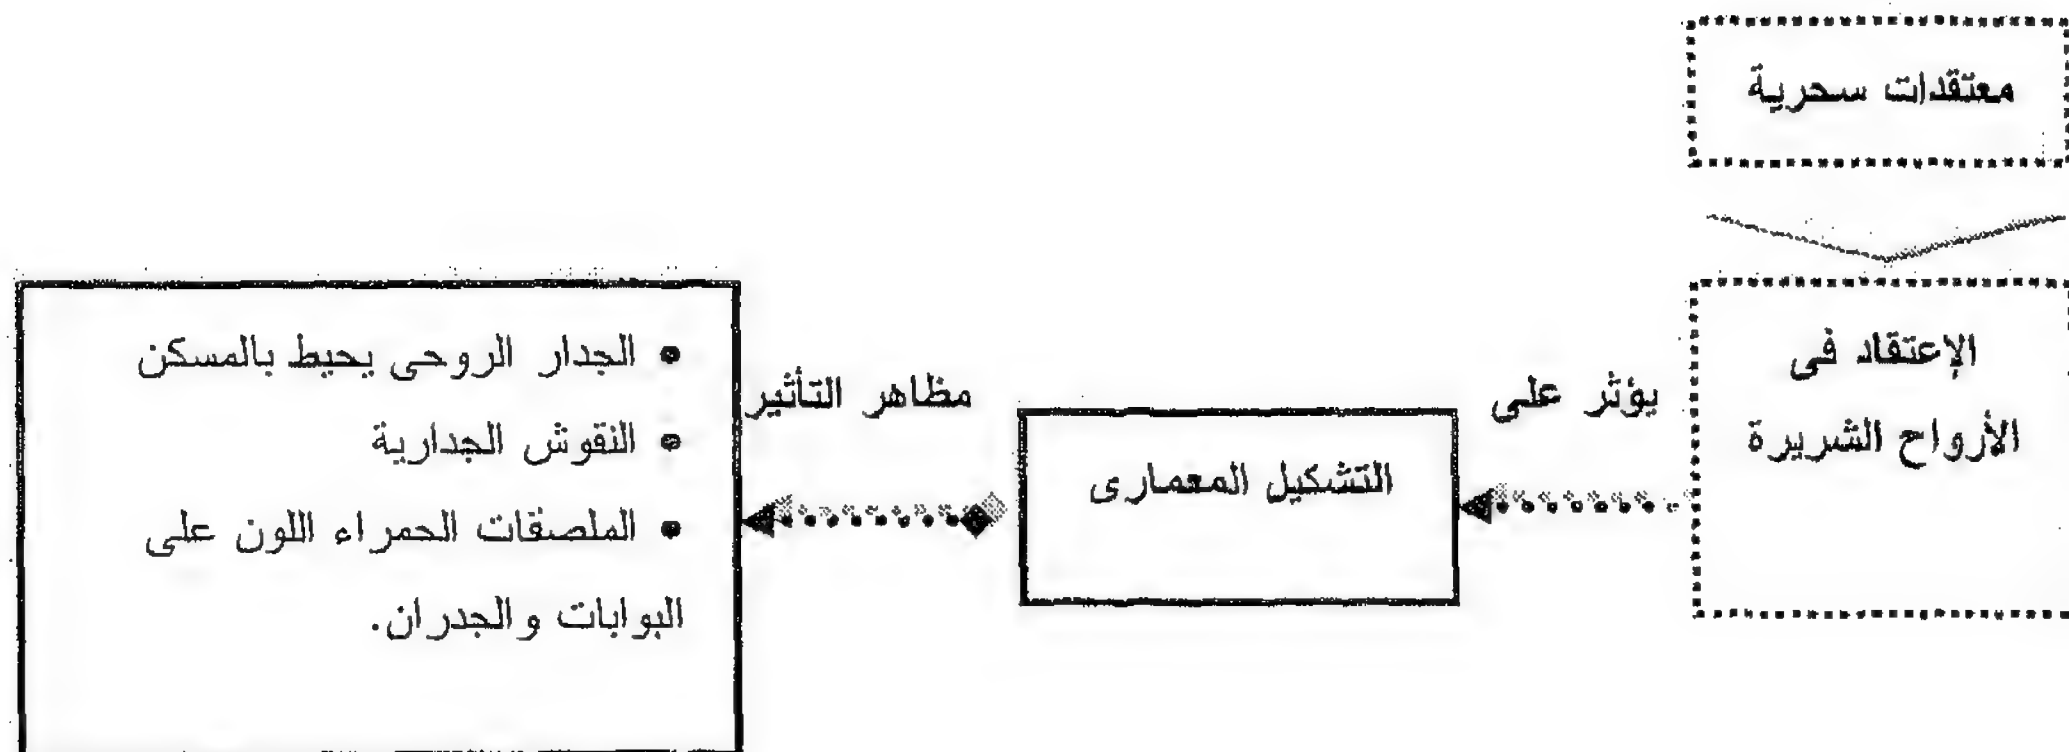 معتقدات سحرية
الإعتقاد فى
الأرواح الشريرة
يؤثر على
التشكيل المعمارى
مظاهر التأثير
• الجدار الروحى يحيط بالمسكن
• النقوش الجدارية
• الملصقات الحمراء اللون على
البوابات والجدران.